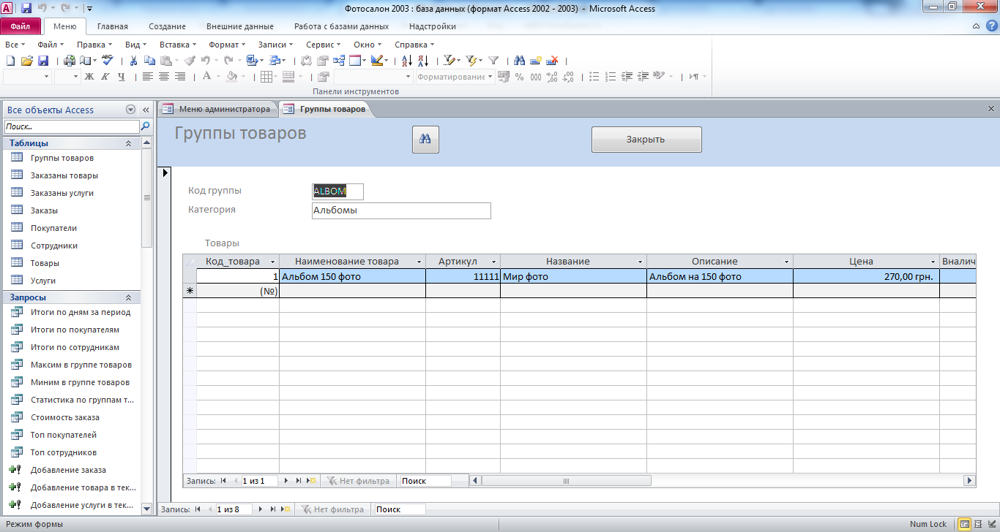 Фотосалон 2003 : база данных (формат Access 2002 - 2003) - Microsoft Access
Файл Меню Главная Создание Внешние данные Работа с базами данных Надстройки
Все Файл Правка Вид Вставка Формат Записи Сервис Окно Справка
Ж К Ч А Форматирование % 000
Панели инструментов
Все объекты Access
Поиск...
Таблицы
Группы товаров
Заказаны товары
Заказаны услуги
Заказы
Покупатели
Сотрудники
Товары
Услуги
Запросы
Итоги по дням за период
Итоги по покупателям
Итоги по сотрудникам
Максим в группе товаров
Миним в группе товаров
Статистика по группам т...
Стоимость заказа
Топ покупателей
Топ сотрудников
Добавление заказа
Добавление товара в тек...
Добавление услуги в тек...
Меню администратора Группы товаров
Группы товаров Закрыть
Код группы ALBOM
Категория Альбомы
Товары
Код_товара Наименование товара Артикул Название Описание Цена Вналич
1 Альбом 150 фото 11111 Мир фото Альбом на 150 фото 270,00 грн.
(№)
Запись: 1 из 1 Нет фильтра Поиск
Запись: 1 из 8 Нет фильтра Поиск
Режим формы Num Lock